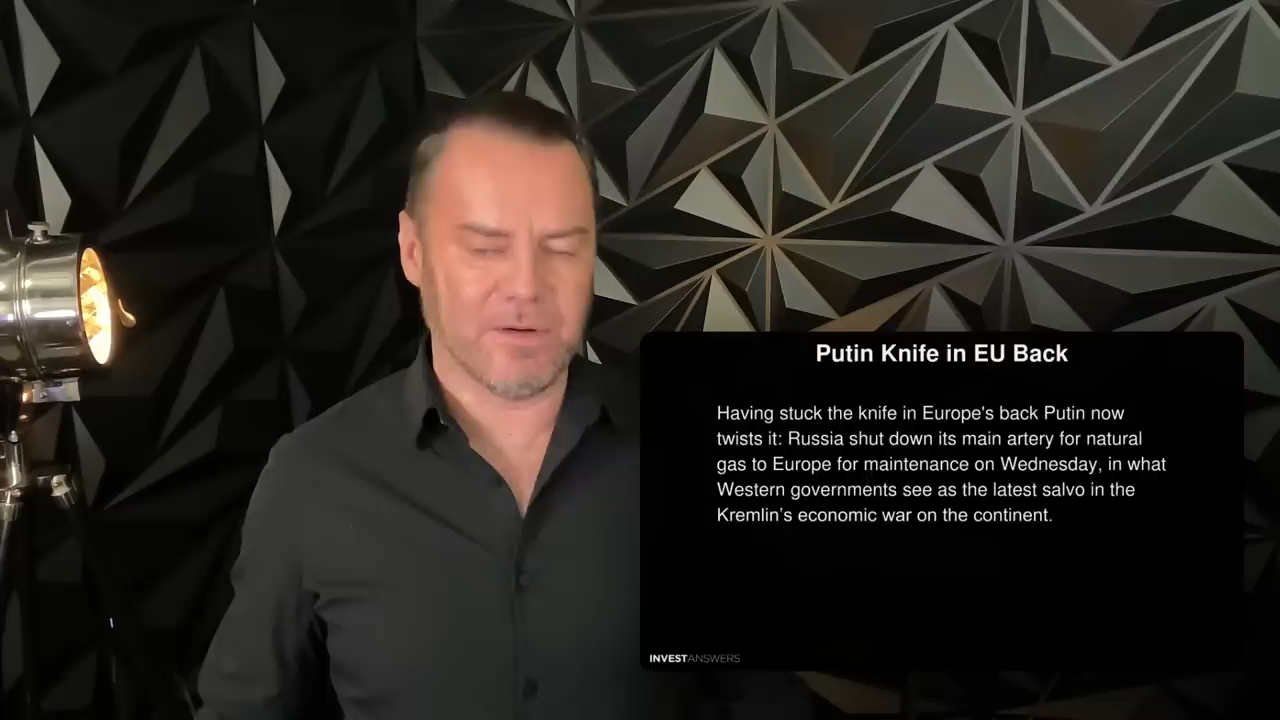 Putin Knife in EU Back
Having stuck the knife in Europe's back Putin now
twists it: Russia shut down its main artery for natural
gas to Europe for maintenance on Wednesday, in what
Western governments see as the latest salvo in the
Kremlin’s economic war on the continent.
INVESTANSWERS